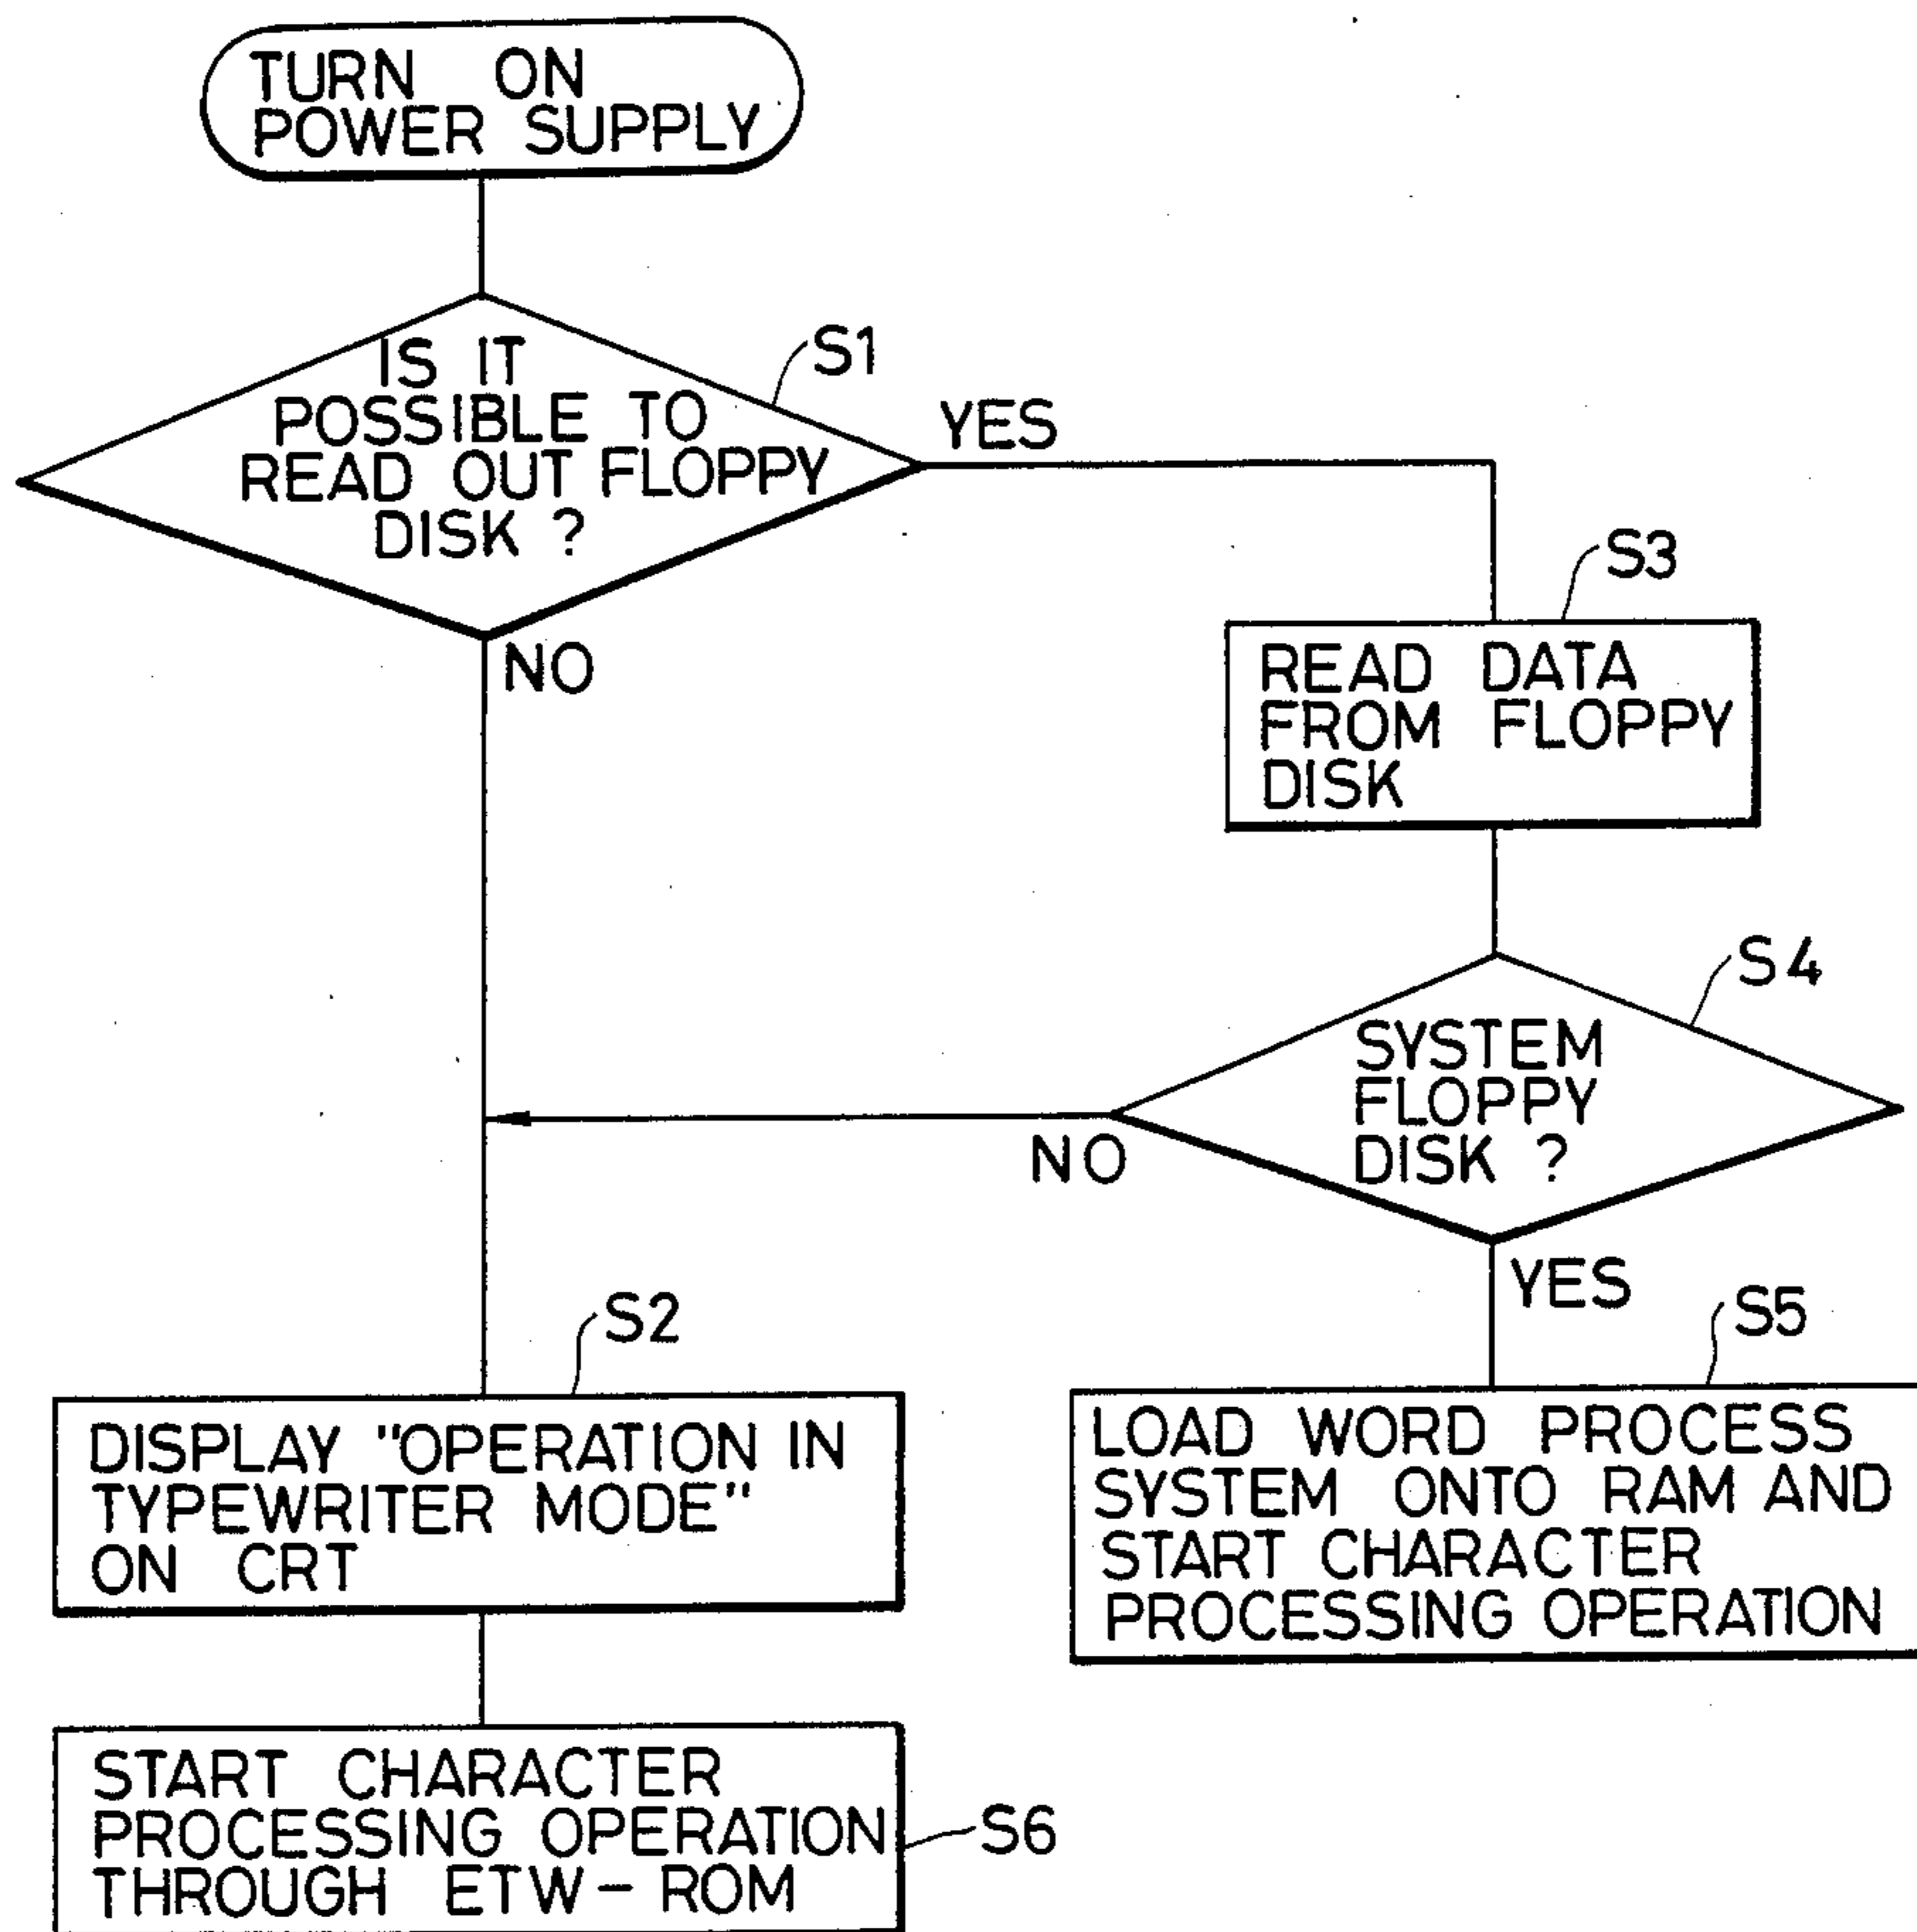 TURN ON
POWER SUPPLY
IS IT
POSSIBLE TO
READ OUT FLOPPY
DISK ?
S1
YES
NO
S3
READ DATA
FROM FLOPPY
DISK
S4
SYSTEM
FLOPPY
DISK ?
NO
YES
S2
DISPLAY "OPERATION IN
TYPEWRITER MODE"
ON CRT
S5
LOAD WORD PROCESS
SYSTEM ONTO RAM AND
START CHARACTER
PROCESSING OPERATION
START CHARACTER
PROCESSING OPERATION
THROUGH ETW-ROM
S6